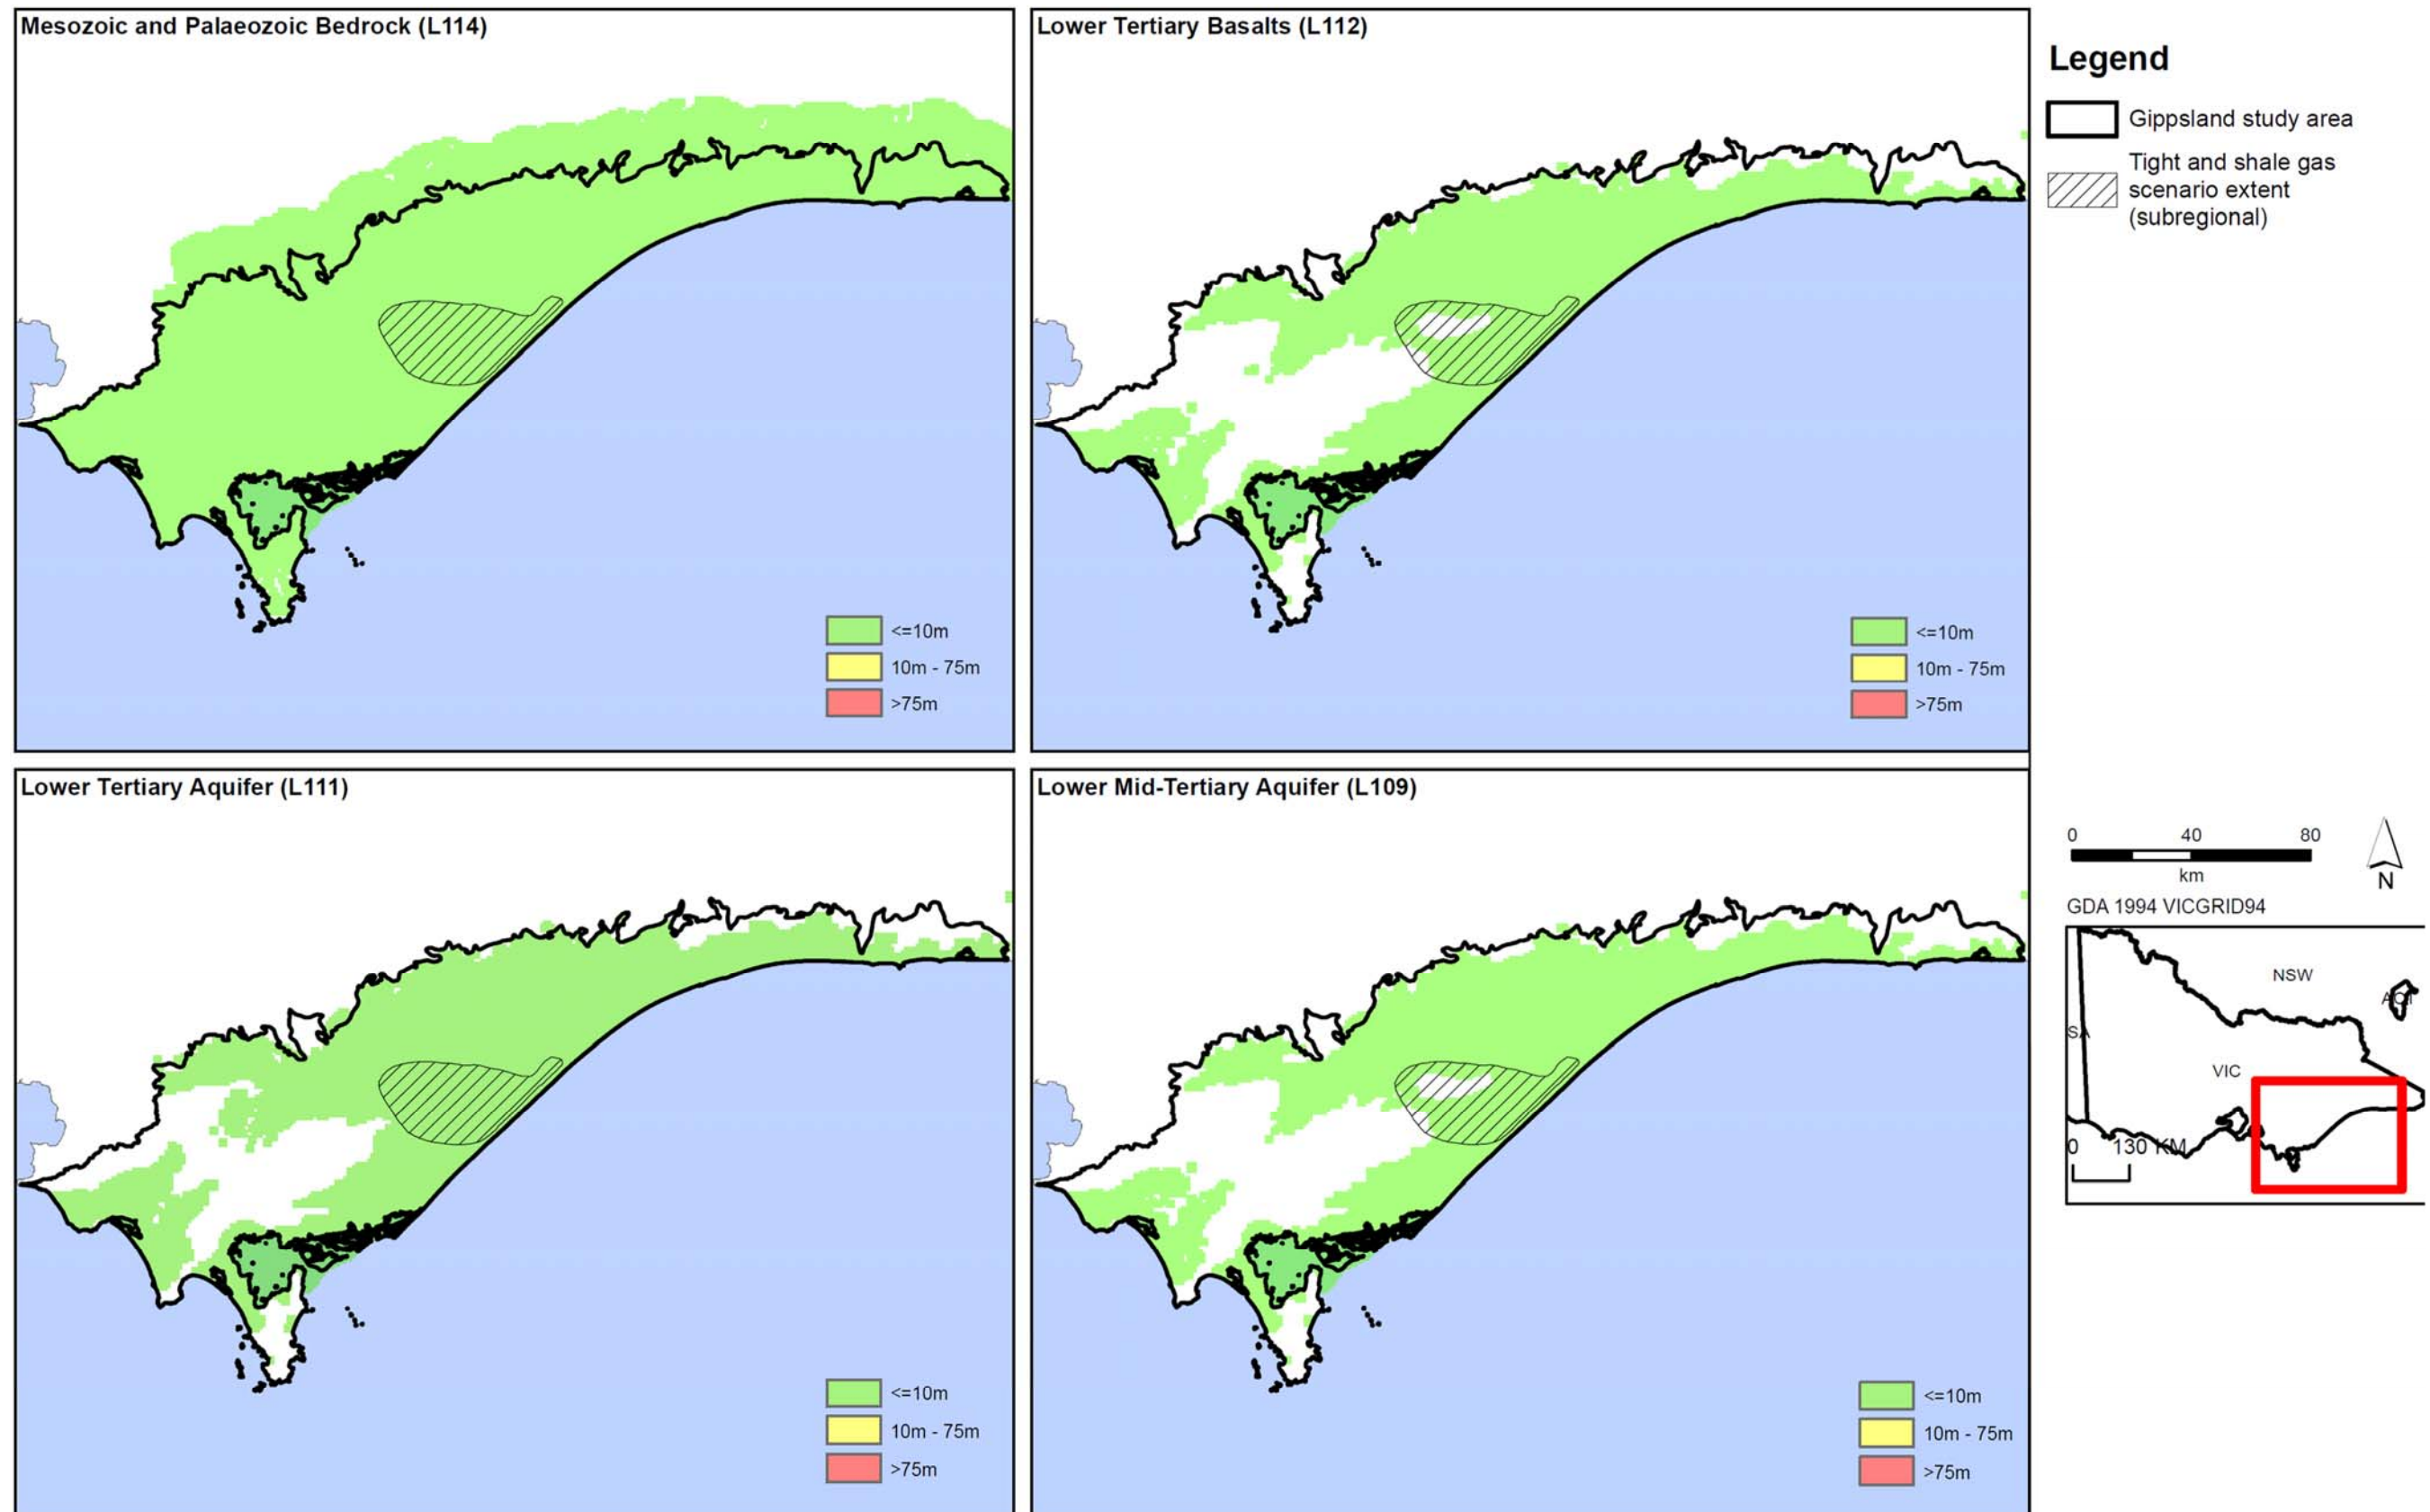 Mesozoic and Palaeozoic Bedrock (L114)
<=10m
10m - 75m
>75m
Lower Tertiary Basalts (L112)
<=10m
10m - 75m
>75m
Lower Tertiary Aquifer (L111)
<=10m
10m - 75m
>75m
Lower Mid-Tertiary Aquifer (L109)
<=10m
10m - 75m
>75m
Legend
Gippsland study area
Tight and shale gas
scenario extent
(subregional)
0 40 80
km
N
GDA 1994 VICGRID94
NSW
ACT
SA
VIC
0 130 KM